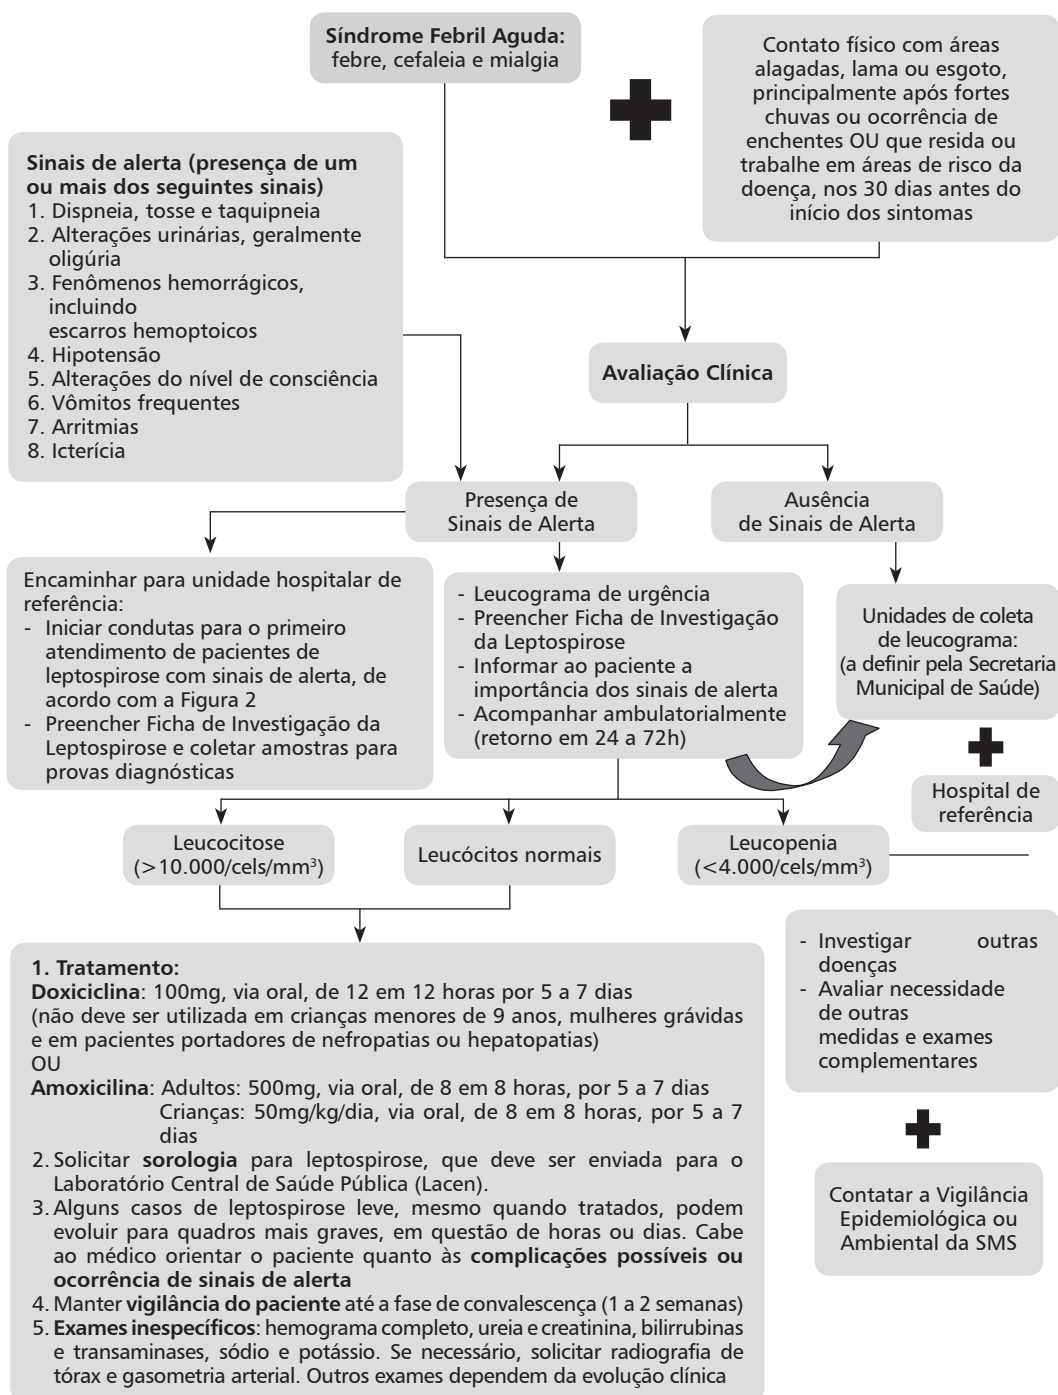 Síndrome Febril Aguda:
febre, cefaleia e mialgia
Contato físico com áreas
alagadas, lama ou esgoto,
principalmente após fortes
chuvas ou ocorrência de
enchentes OU que resida ou
trabalhe em áreas de risco da
doença, nos 30 dias antes do
início dos sintomas
Sinais de alerta (presença de um
ou mais dos seguintes sinais)
1. Dispneia, tosse e taquipneia
2. Alterações urinárias, geralmente
oligúria
3. Fenômenos hemorrágicos,
incluindo
escarros hemoptoicos
4. Hipotensão
5. Alterações do nível de consciência
6. Vômitos frequentes
7. Arritmias
8. Icterícia
Avaliação Clínica
Presença de
Sinais de Alerta
Ausência
de Sinais de Alerta
Encaminhar para unidade hospitalar de
referência:
- Iniciar condutas para o primeiro
atendimento de pacientes de
leptospirose com sinais de alerta, de
acordo com a Figura 2
- Preencher Ficha de Investigação da
Leptospirose e coletar amostras para
provas diagnósticas
- Leucograma de urgência
- Preencher Ficha de Investigação
da Leptospirose
- Informar ao paciente a
importância dos sinais de alerta
- Acompanhar ambulatorialmente
(retorno em 24 a 72h)
Unidades de coleta
de leucograma:
(a definir pela Secretaria
Municipal de Saúde)
Hospital de
referência
Leucocitose
(>10.000/cels/mm³)
Leucócitos normais
Leucopenia
(<4.000/cels/mm³)
- Investigar outras
doenças
- Avaliar necessidade
de outras
medidas e exames
complementares
Contatar a Vigilância
Epidemiológica ou
Ambiental da SMS
1. Tratamento:
Doxiciclina: 100mg, via oral, de 12 em 12 horas por 5 a 7 dias
(não deve ser utilizada em crianças menores de 9 anos, mulheres grávidas
e em pacientes portadores de nefropatias ou hepatopatias)
OU
Amoxicilina: Adultos: 500mg, via oral, de 8 em 8 horas, por 5 a 7 dias
Crianças: 50mg/kg/dia, via oral, de 8 em 8 horas, por 5 a 7
dias
2. Solicitar sorologia para leptospirose, que deve ser enviada para o
Laboratório Central de Saúde Pública (Lacen).
3. Alguns casos de leptospirose leve, mesmo quando tratados, podem
evoluir para quadros mais graves, em questão de horas ou dias. Cabe
ao médico orientar o paciente quanto às complicações possíveis ou
ocorrência de sinais de alerta
4. Manter vigilância do paciente até a fase de convalescença (1 a 2 semanas)
5. Exames inespecíficos: hemograma completo, ureia e creatinina, bilirrubinas
e transaminases, sódio e potássio. Se necessário, solicitar radiografia de
tórax e gasometria arterial. Outros exames dependem da evolução clínica